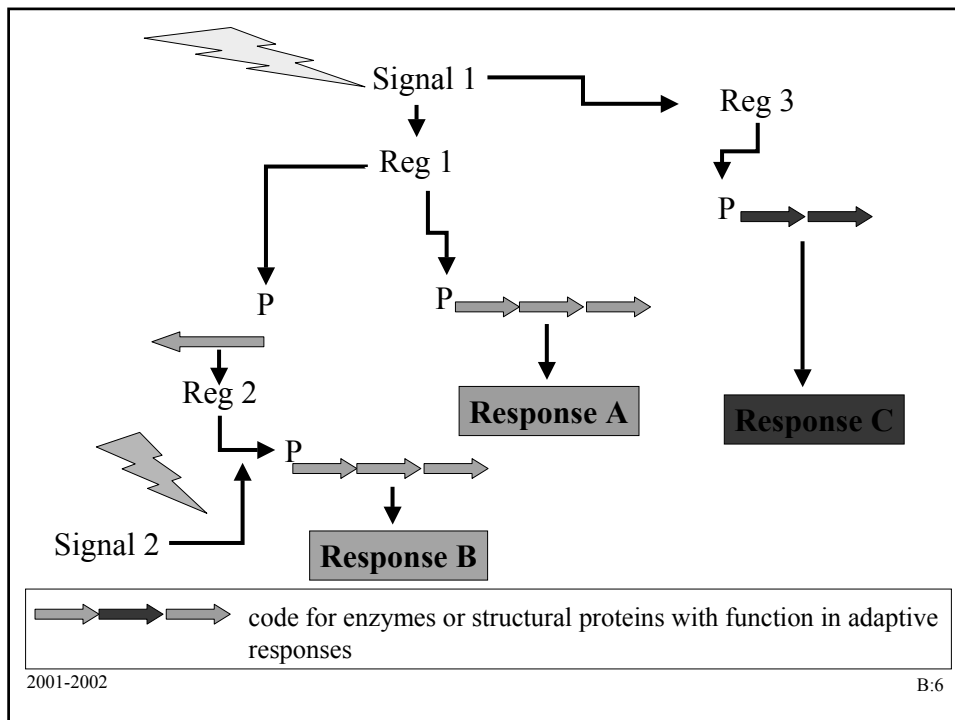 Signal 1
Reg 3
Reg 1
P
P
P
Reg 2
Response A
Response C
P
Signal 2
Response B
code for enzymes or structural proteins with function in adaptive
responses
2001-2002
B:6